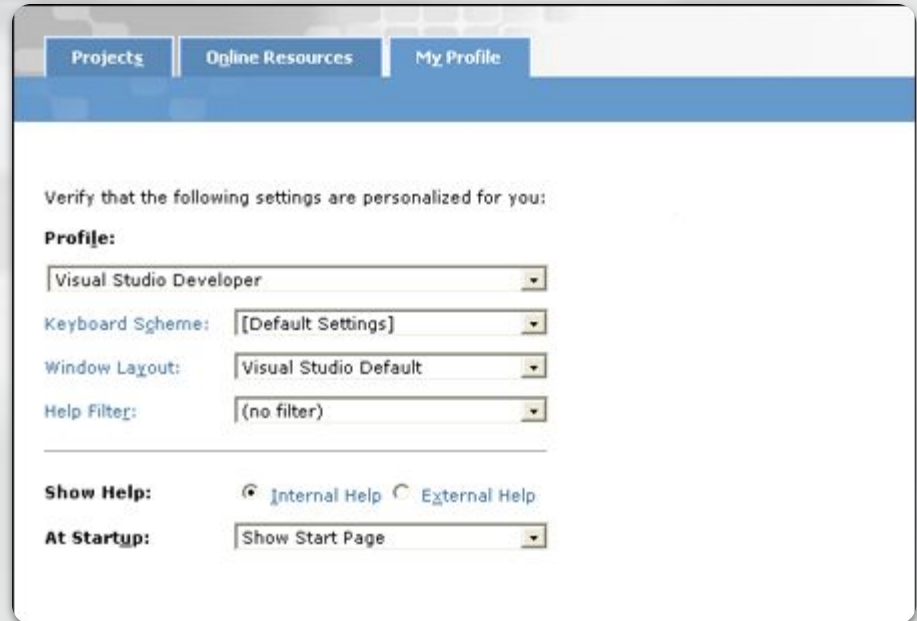 Projects Online Resources My Profile
Verify that the following settings are personalized for you:
Profile:
Visual Studio Developer
Keyboard Scheme: [Default Settings]
Window Layout: Visual Studio Default
Help Filter: (no filter)
Show Help: Internal Help External Help
At Startup: Show Start Page